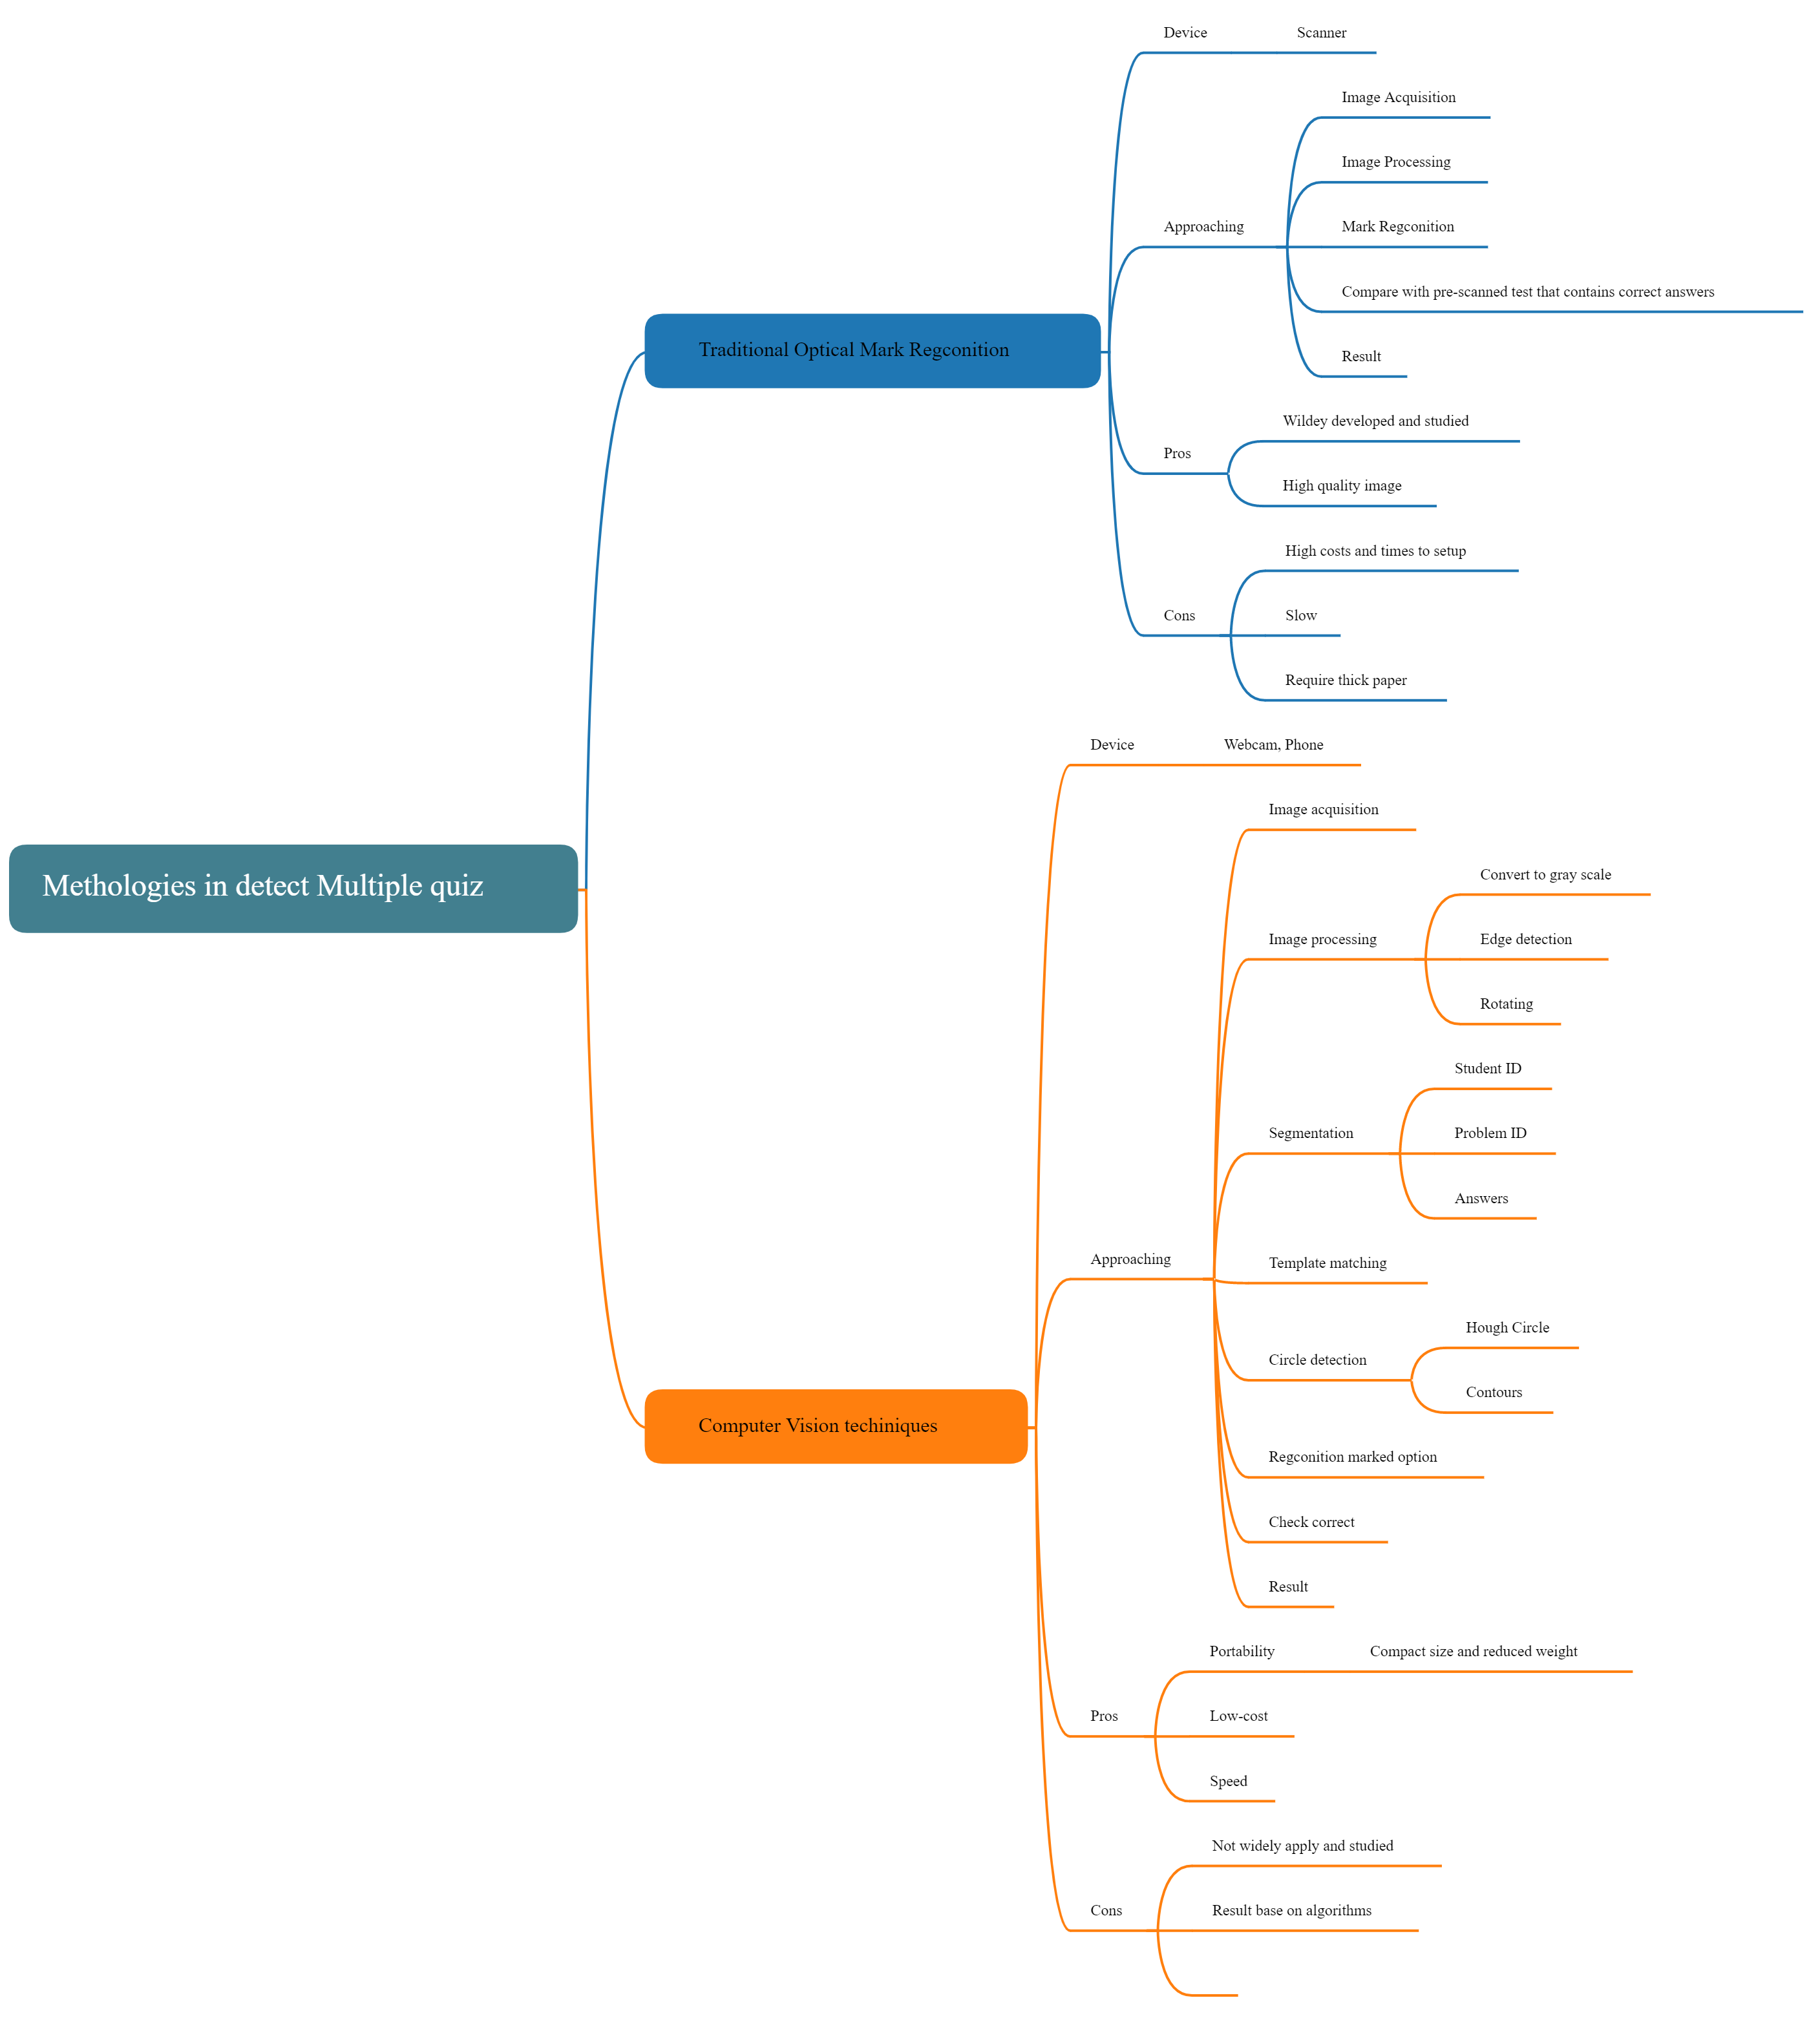 Methologies in detect Multiple quiz
Traditional Optical Mark Regconition
Device
Scanner
Approaching
Image Acquisition
Image Processing
Mark Regconition
Compare with pre-scanned test that contains correct answers
Result
Pros
Wildey developed and studied
High quality image
Cons
High costs and times to setup
Slow
Require thick paper
Computer Vision techiniques
Device
Webcam, Phone
Approaching
Image acquisition
Image processing
Convert to gray scale
Edge detection
Rotating
Segmentation
Student ID
Problem ID
Answers
Template matching
Circle detection
Hough Circle
Contours
Regconition marked option
Check correct
Result
Pros
Portability
Compact size and reduced weight
Low-cost
Speed
Cons
Not widely apply and studied
Result base on algorithms